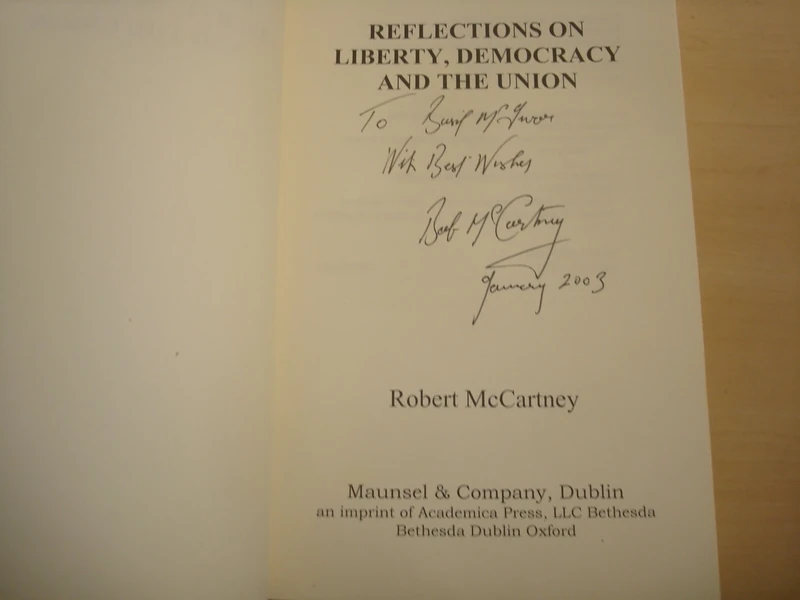 REFLECTIONS ON
LIBERTY, DEMOCRACY
AND THE UNION
To Basil McIvor
With Best Wishes
Bob McCartney
January 2003
Robert McCartney
Maunsel & Company, Dublin
an imprint of Academica Press, LLC Bethesda
Bethesda Dublin Oxford